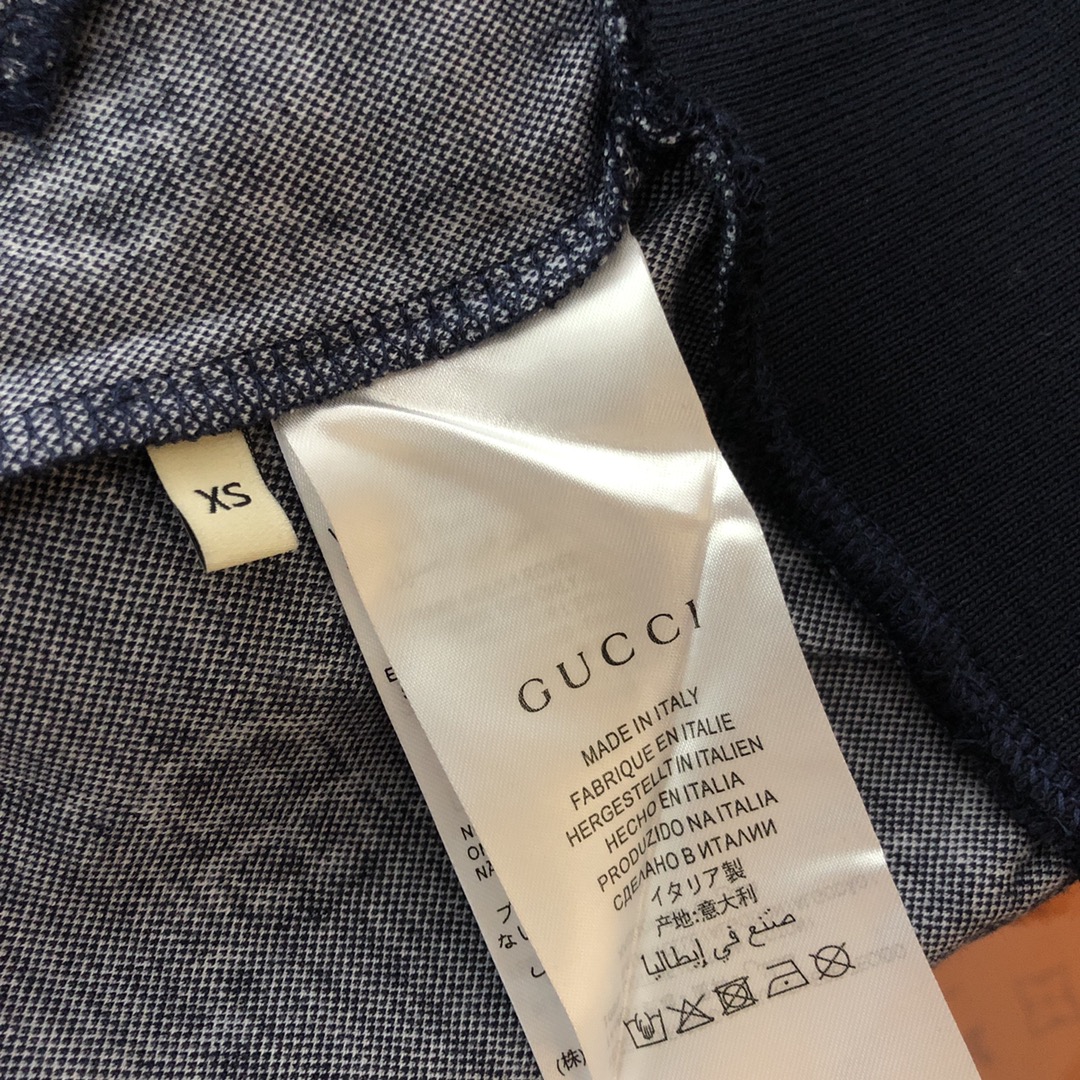 XS
GUCCI
MADE IN ITALY
FABRIQUE EN ITALIE
HERGESTELLT IN ITALIEN
HECHO EN ITALIA
PRODUZIDO NA ITALIA
СДЕЛАНО В ИТАЛИИ
イタリア製
产地:意大利
صنع في إيطاليا
(株)